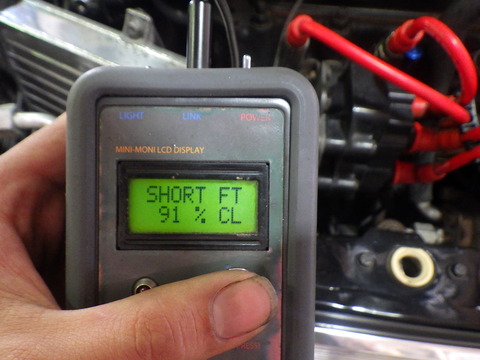 LIGHT LINK POWER
MINI-MONI LCD DISPLAY
SHORT FT
91 % CL